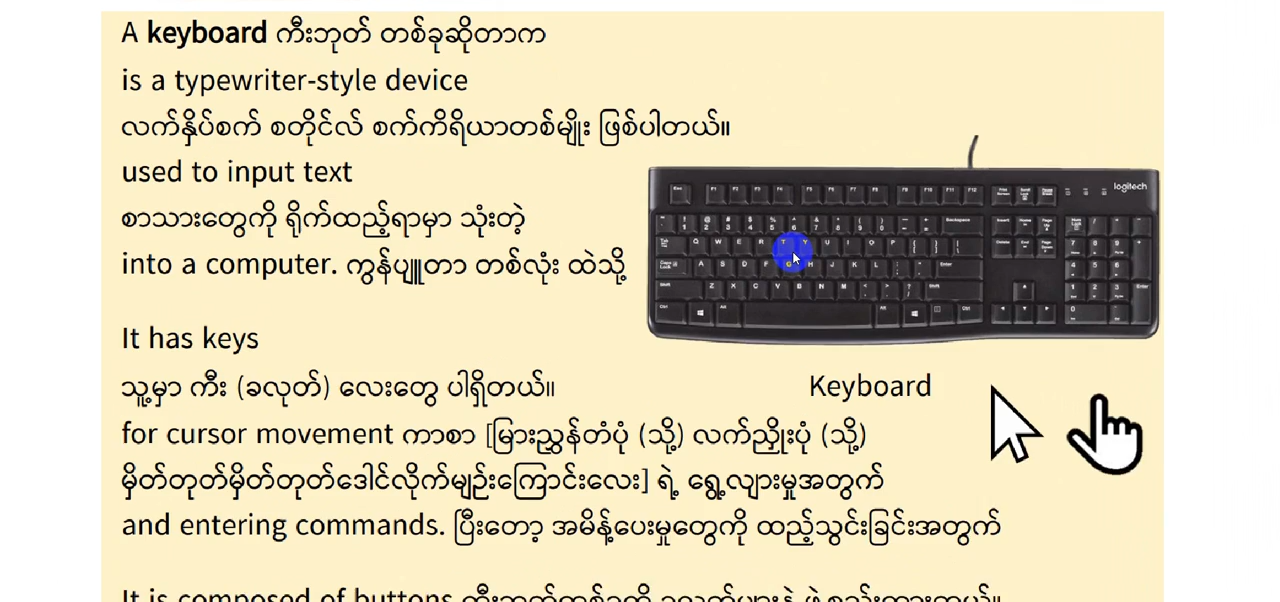 A keyboard ကီးဘုတ် တစ်ခုဆိုတာက
is a typewriter-style device
လက်နှိပ်စက် စတိုင်လ် စက်ကိရိယာတစ်မျိုး ဖြစ်ပါတယ်။
used to input text
စာသားတွေကို ရိုက်ထည့်ရာမှာ သုံးတဲ့
into a computer. ကွန်ပျူတာ တစ်လုံး ထဲသို့
logitech
It has keys
သူ့မှာ ကီး (ခလုတ်) လေးတွေ ပါရှိတယ်။
Keyboard
for cursor movement ကာစာ [မြားညွှန်တံပုံ (သို့) လက်ညှိုးပုံ (သို့)
မှိတ်တုတ်မှိတ်တုတ်ဒေါင်လိုက်မျဉ်းကြောင်းလေး] ရဲ့ ရွေ့လျားမှုအတွက်
and entering commands. ပြီးတော့ အမိန့်ပေးမှုတွေကို ထည့်သွင်းခြင်းအတွက်
It is composed of buttons